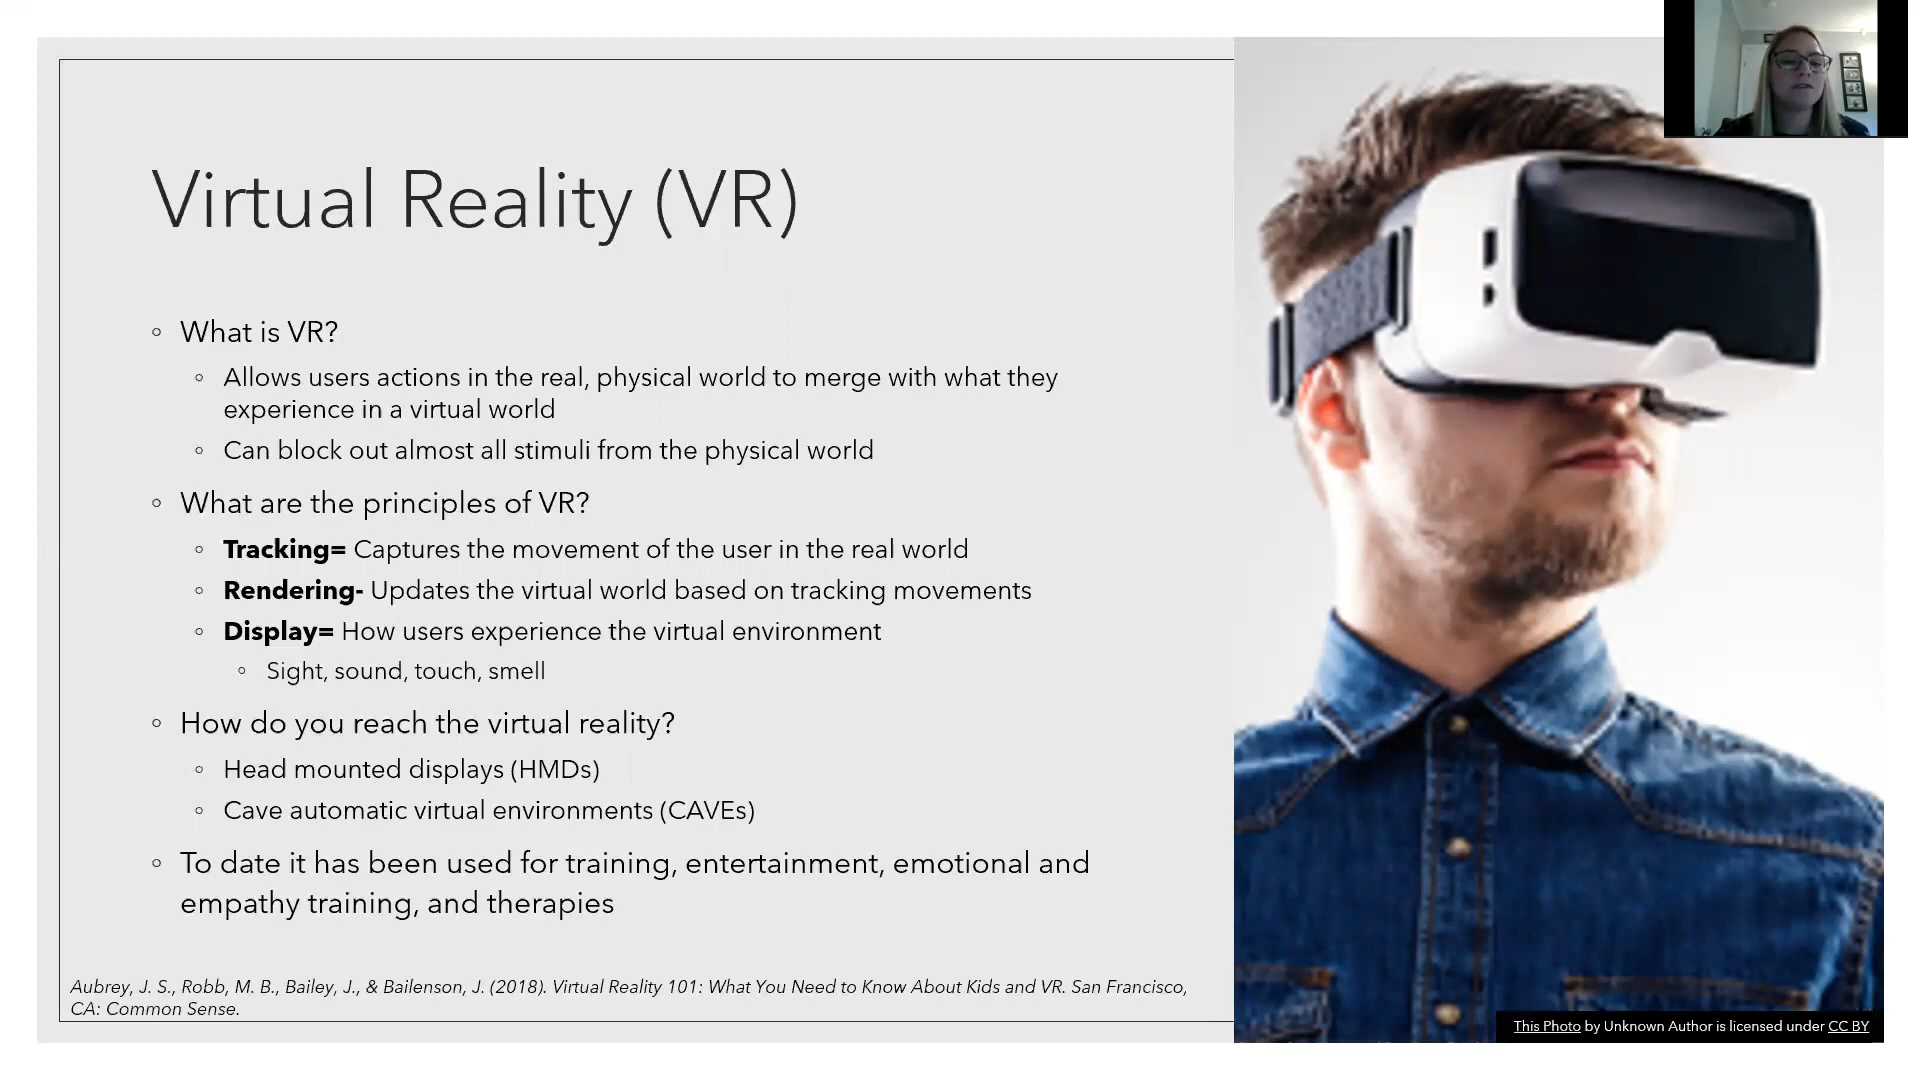 Virtual Reality (VR)
◦ What is VR?
◦ Allows users actions in the real, physical world to merge with what they
experience in a virtual world
◦ Can block out almost all stimuli from the physical world
◦ What are the principles of VR?
◦ Tracking= Captures the movement of the user in the real world
◦ Rendering- Updates the virtual world based on tracking movements
◦ Display= How users experience the virtual environment
◦ Sight, sound, touch, smell
◦ How do you reach the virtual reality?
◦ Head mounted displays (HMDs)
◦ Cave automatic virtual environments (CAVEs)
◦ To date it has been used for training, entertainment, emotional and
empathy training, and therapies
Aubrey, J. S., Robb, M. B., Bailey, J., & Bailenson, J. (2018). Virtual Reality 101: What You Need to Know About Kids and VR. San Francisco,
CA: Common Sense.
This Photo by Unknown Author is licensed under CC BY